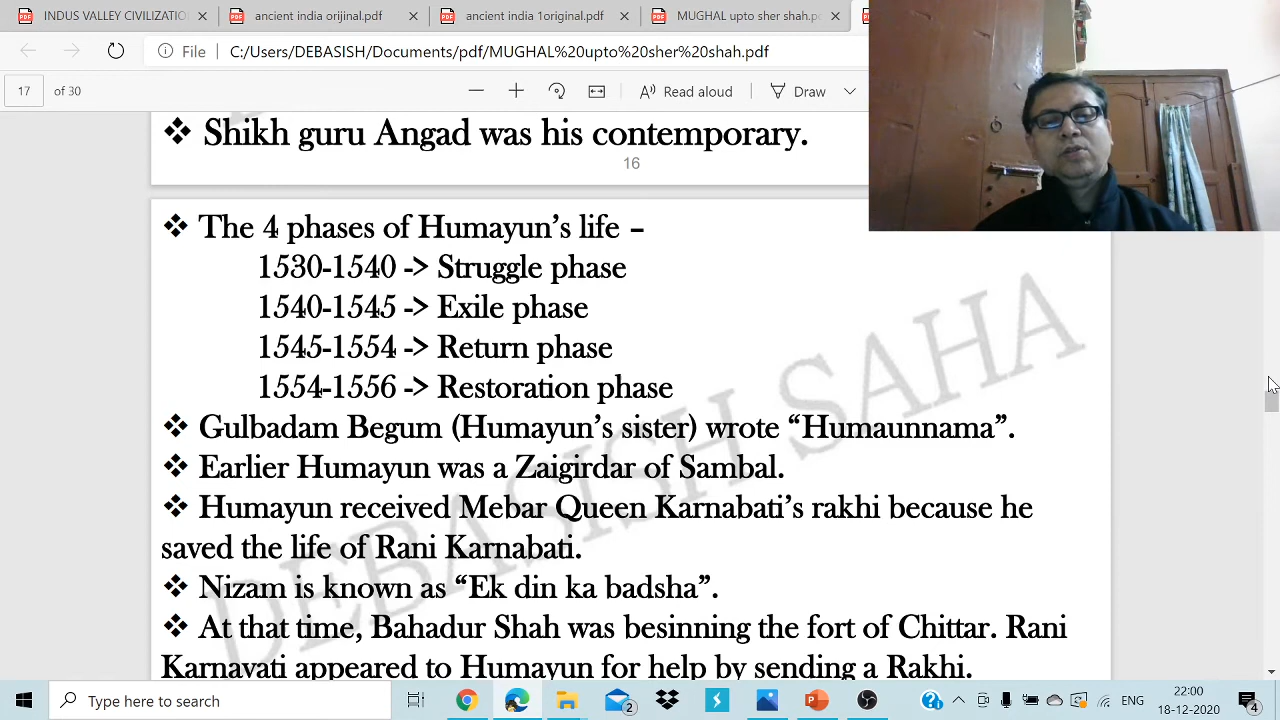 INDUS VALLEY CIVILIZATIO
ancient india orijinal.pdf
ancient india 1original.pdf
MUGHAL upto sher shah.p
File
C:/Users/DEBASISH/Documents/pdf/MUGHAL%20upto%20sher%20shah.pdf
17 of 30
Read aloud
Draw
❖ Shikh guru Angad was his contemporary.
16
❖ The 4 phases of Humayun’s life –
1530-1540 -> Struggle phase
1540-1545 -> Exile phase
1545-1554 -> Return phase
1554-1556 -> Restoration phase
❖ Gulbadam Begum (Humayun’s sister) wrote “Humaunnama”.
❖ Earlier Humayun was a Zaigirdar of Sambal.
❖ Humayun received Mebar Queen Karnabati’s rakhi because he
saved the life of Rani Karnabati.
❖ Nizam is known as “Ek din ka badsha”.
❖ At that time, Bahadur Shah was besinning the fort of Chittar. Rani
Karnavati appeared to Humayun for help by sending a Rakhi.
DEBASISH SAHA
Type here to search
2
ENG
22:00
18-12-2020
4